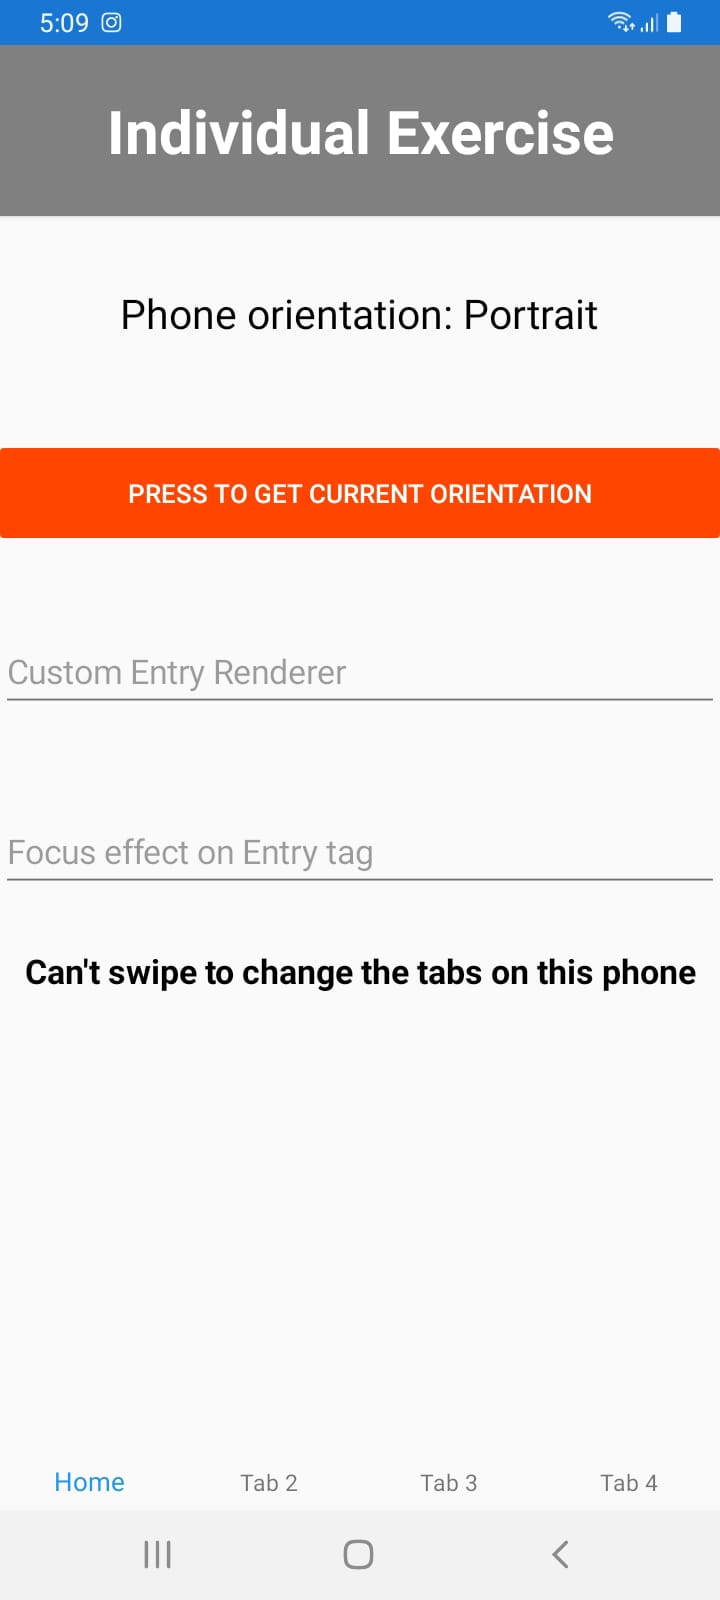 5:09
Individual Exercise
Phone orientation: Portrait
PRESS TO GET CURRENT ORIENTATION
Custom Entry Renderer
Focus effect on Entry tag
Can't swipe to change the tabs on this phone
Home Tab 2 Tab 3 Tab 4